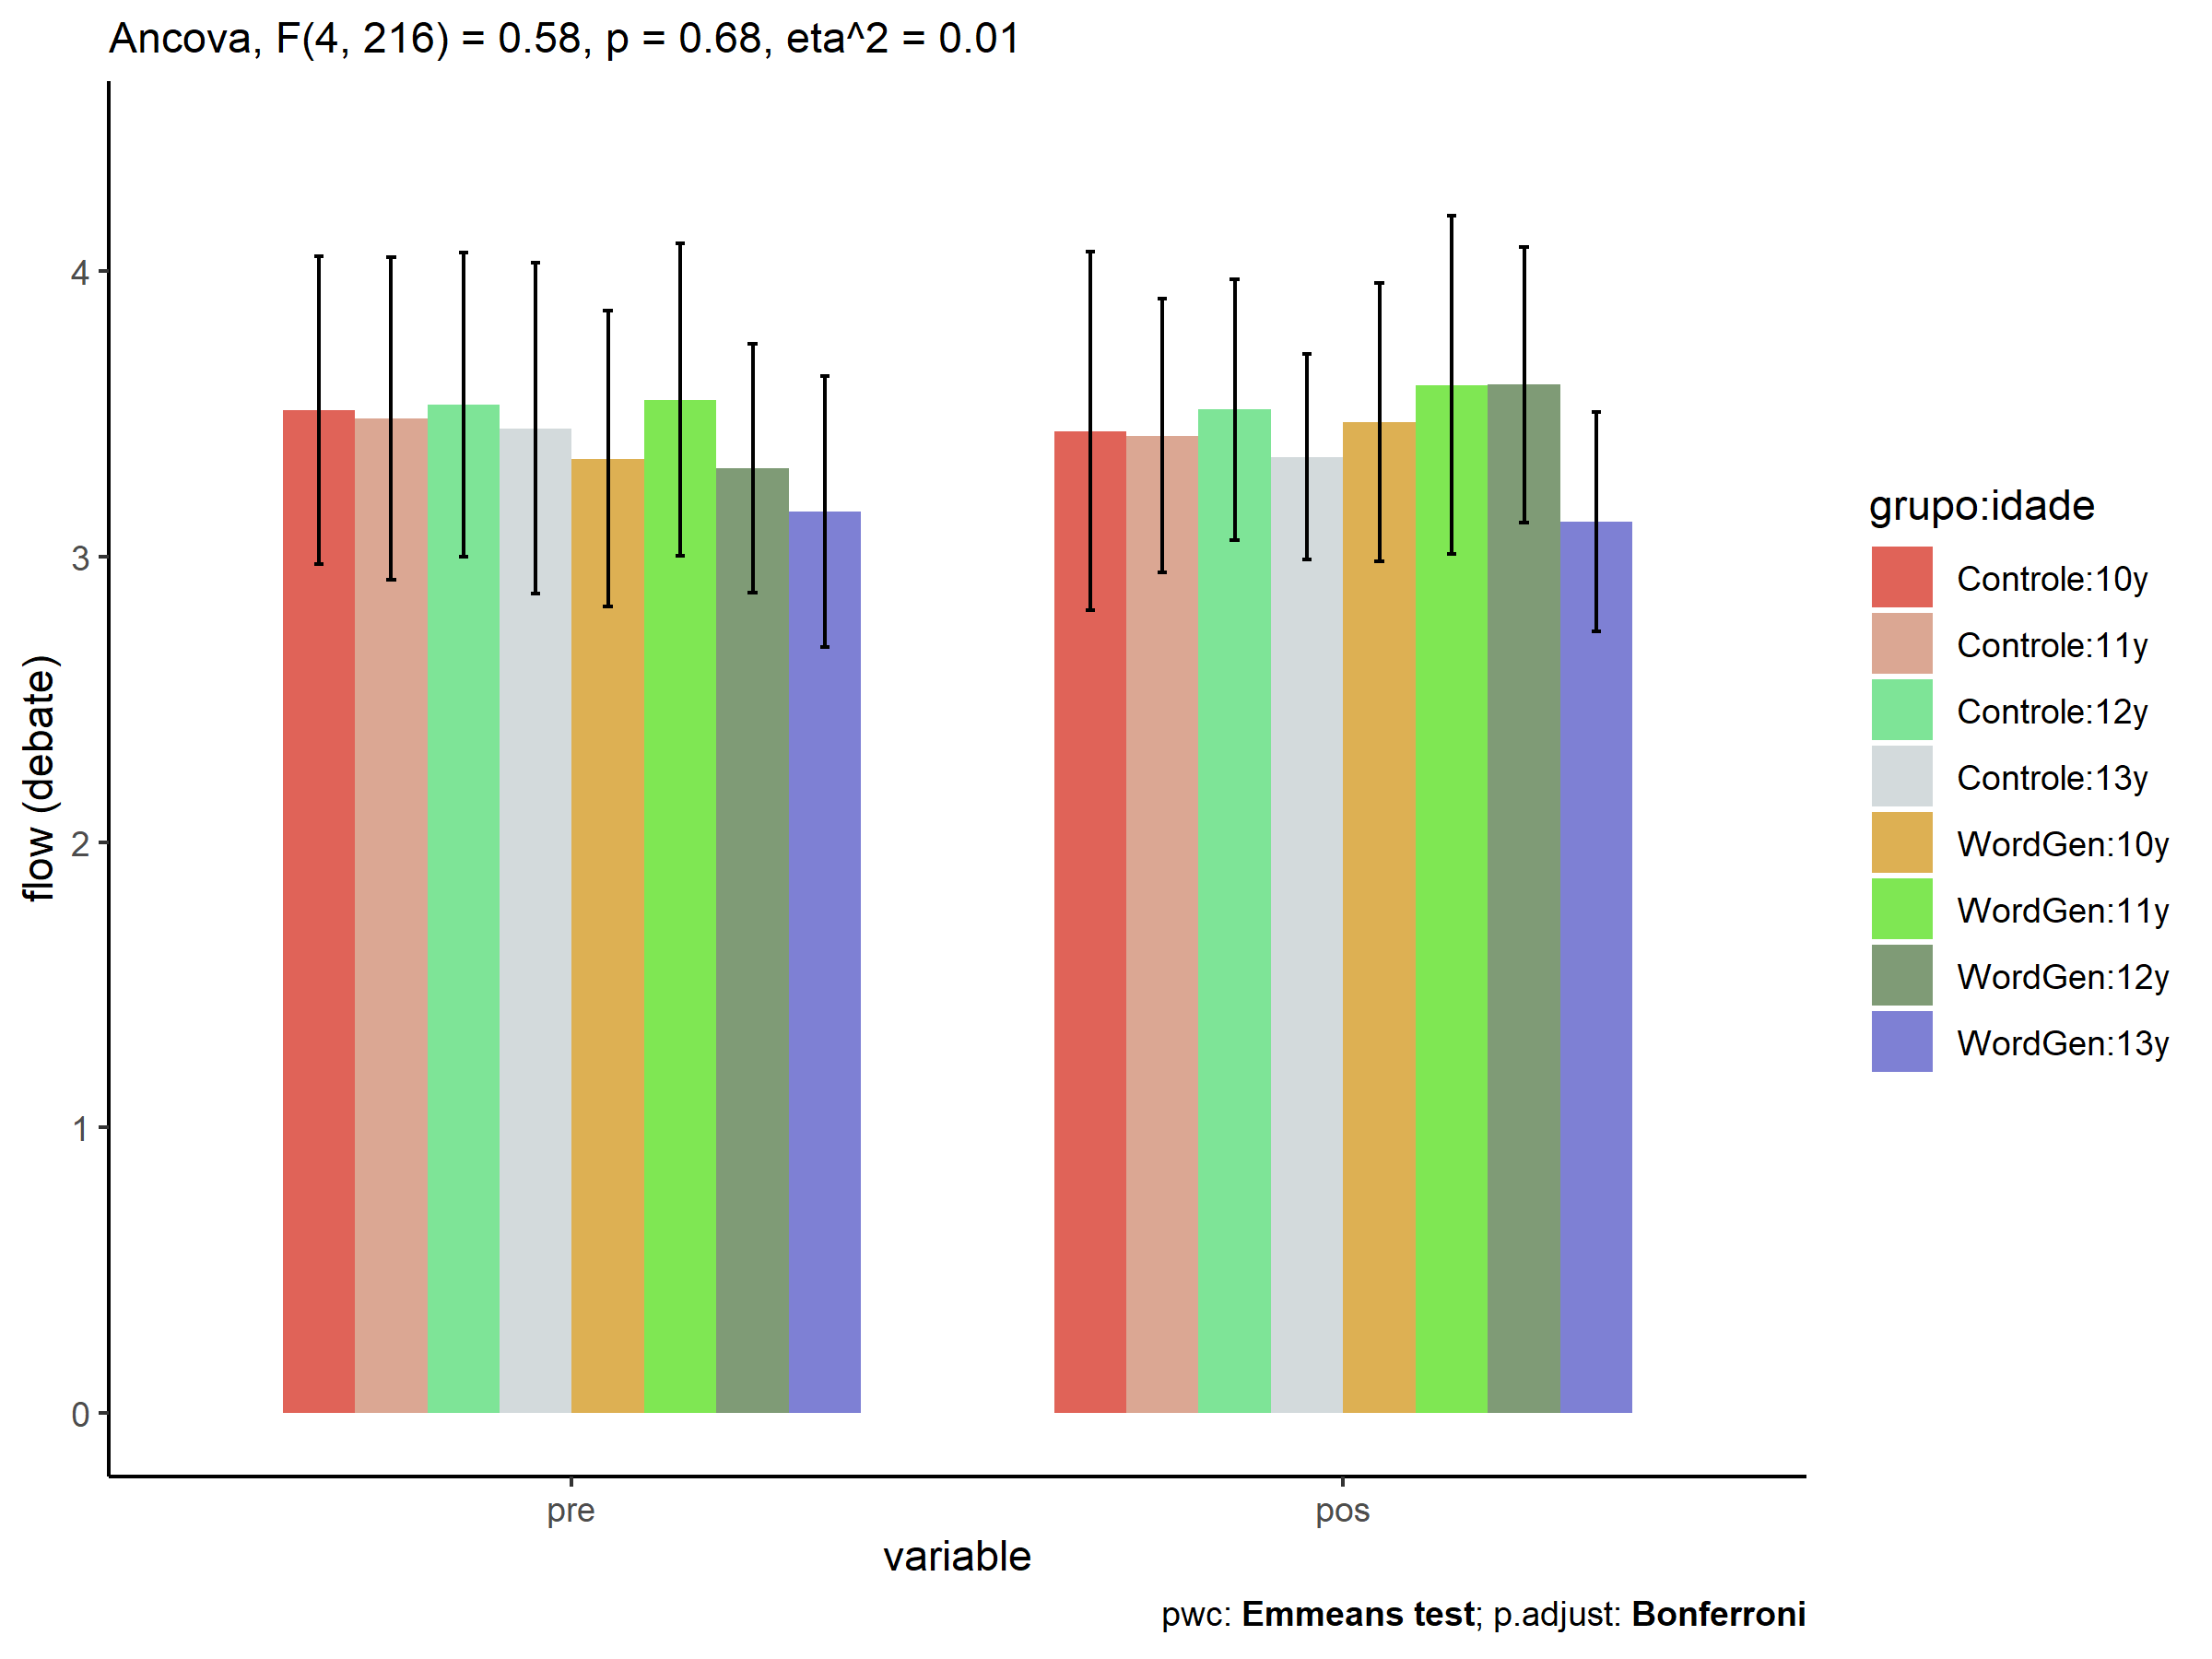 Ancova, F(4, 216) = 0.58, p = 0.68, eta^2 = 0.01
flow (debate)
4
3
2
1
0
pre
pos
variable
grupo:idade
Controle:10y
Controle:11y
Controle:12y
Controle:13y
WordGen:10y
WordGen:11y
WordGen:12y
WordGen:13y
pwc: Emmeans test; p.adjust: Bonferroni